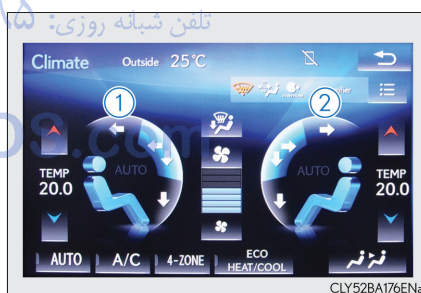 تلفن شبانه روزی:
Climate Outside 25°C
1 2
AUTO AUTO
TEMP 20.0 TEMP 20.0
AUTO A/C 4-ZONE ECO HEAT/COOL
CLY52BA176ENa